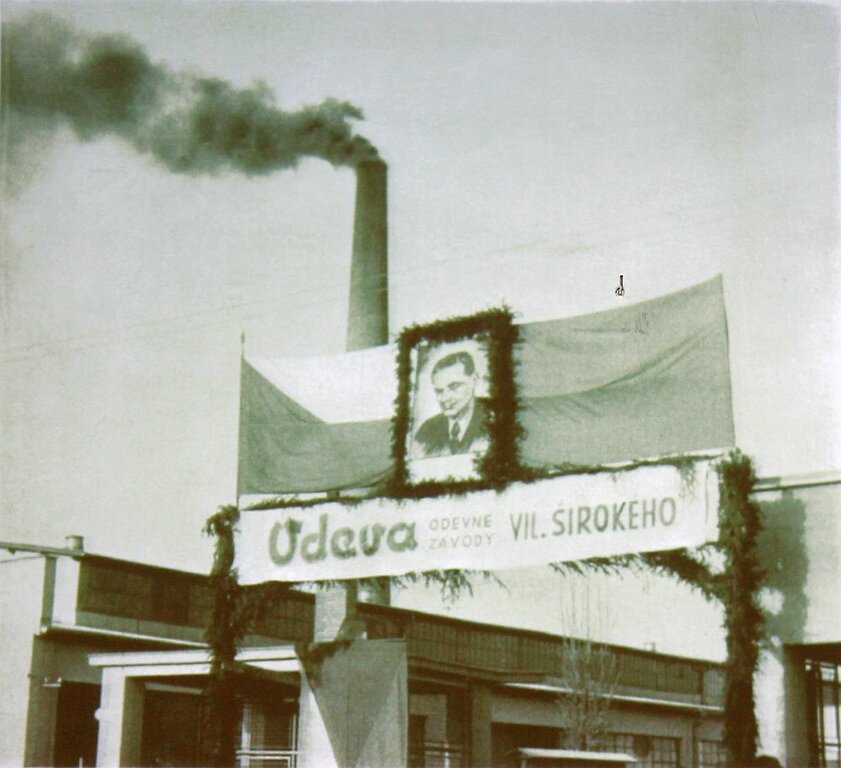 Odeva
ODEVNÉ
ZÁVODY
VIL. ŠIROKÉHO